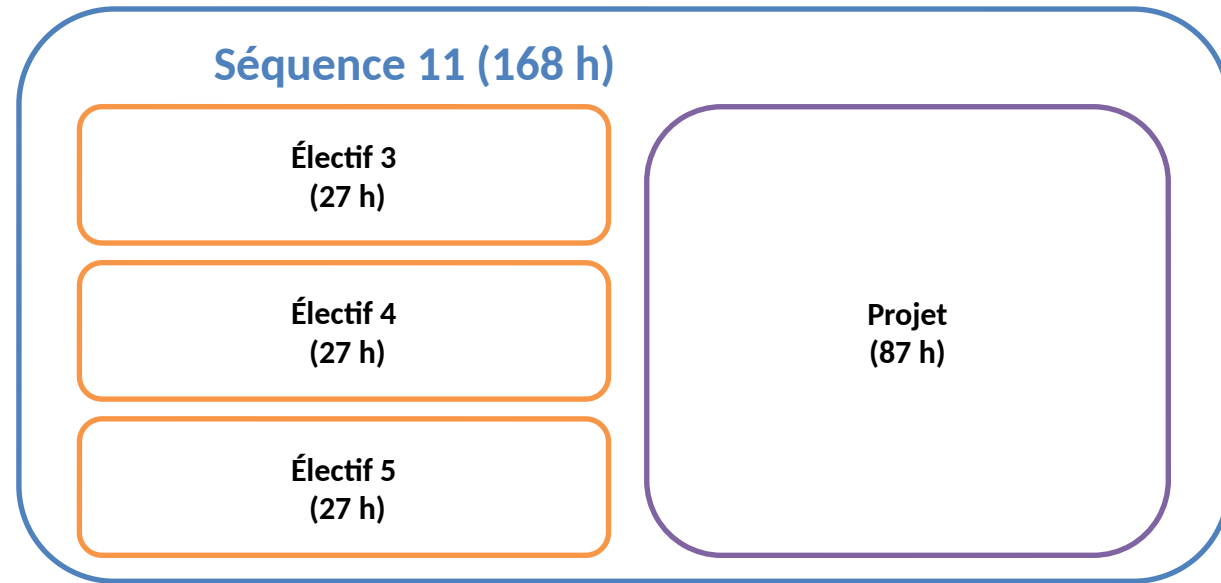 Séquence 11 (168 h)
Électif 3
(27 h)
Électif 4
(27 h)
Électif 5
(27 h)
Projet
(87 h)